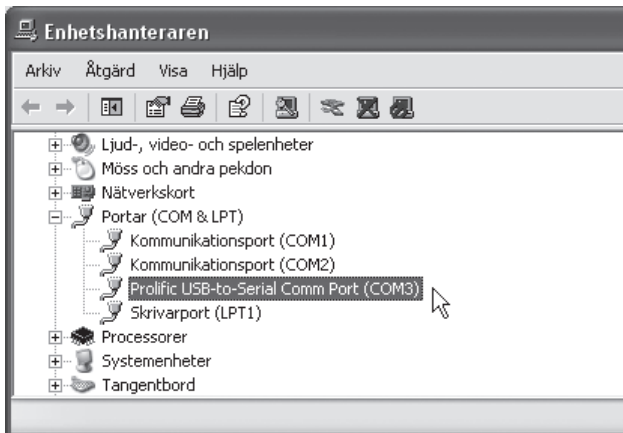 Enhetshanteraren
Arkiv Åtgärd Visa Hjälp
Ljud-, video- och spelenheter
Möss och andra pekdon
Nätverkskort
Portar (COM & LPT)
Kommunikationsport (COM1)
Kommunikationsport (COM2)
Prolific USB-to-Serial Comm Port (COM3)
Skrivarport (LPT1)
Processorer
Systemenheter
Tangentbord